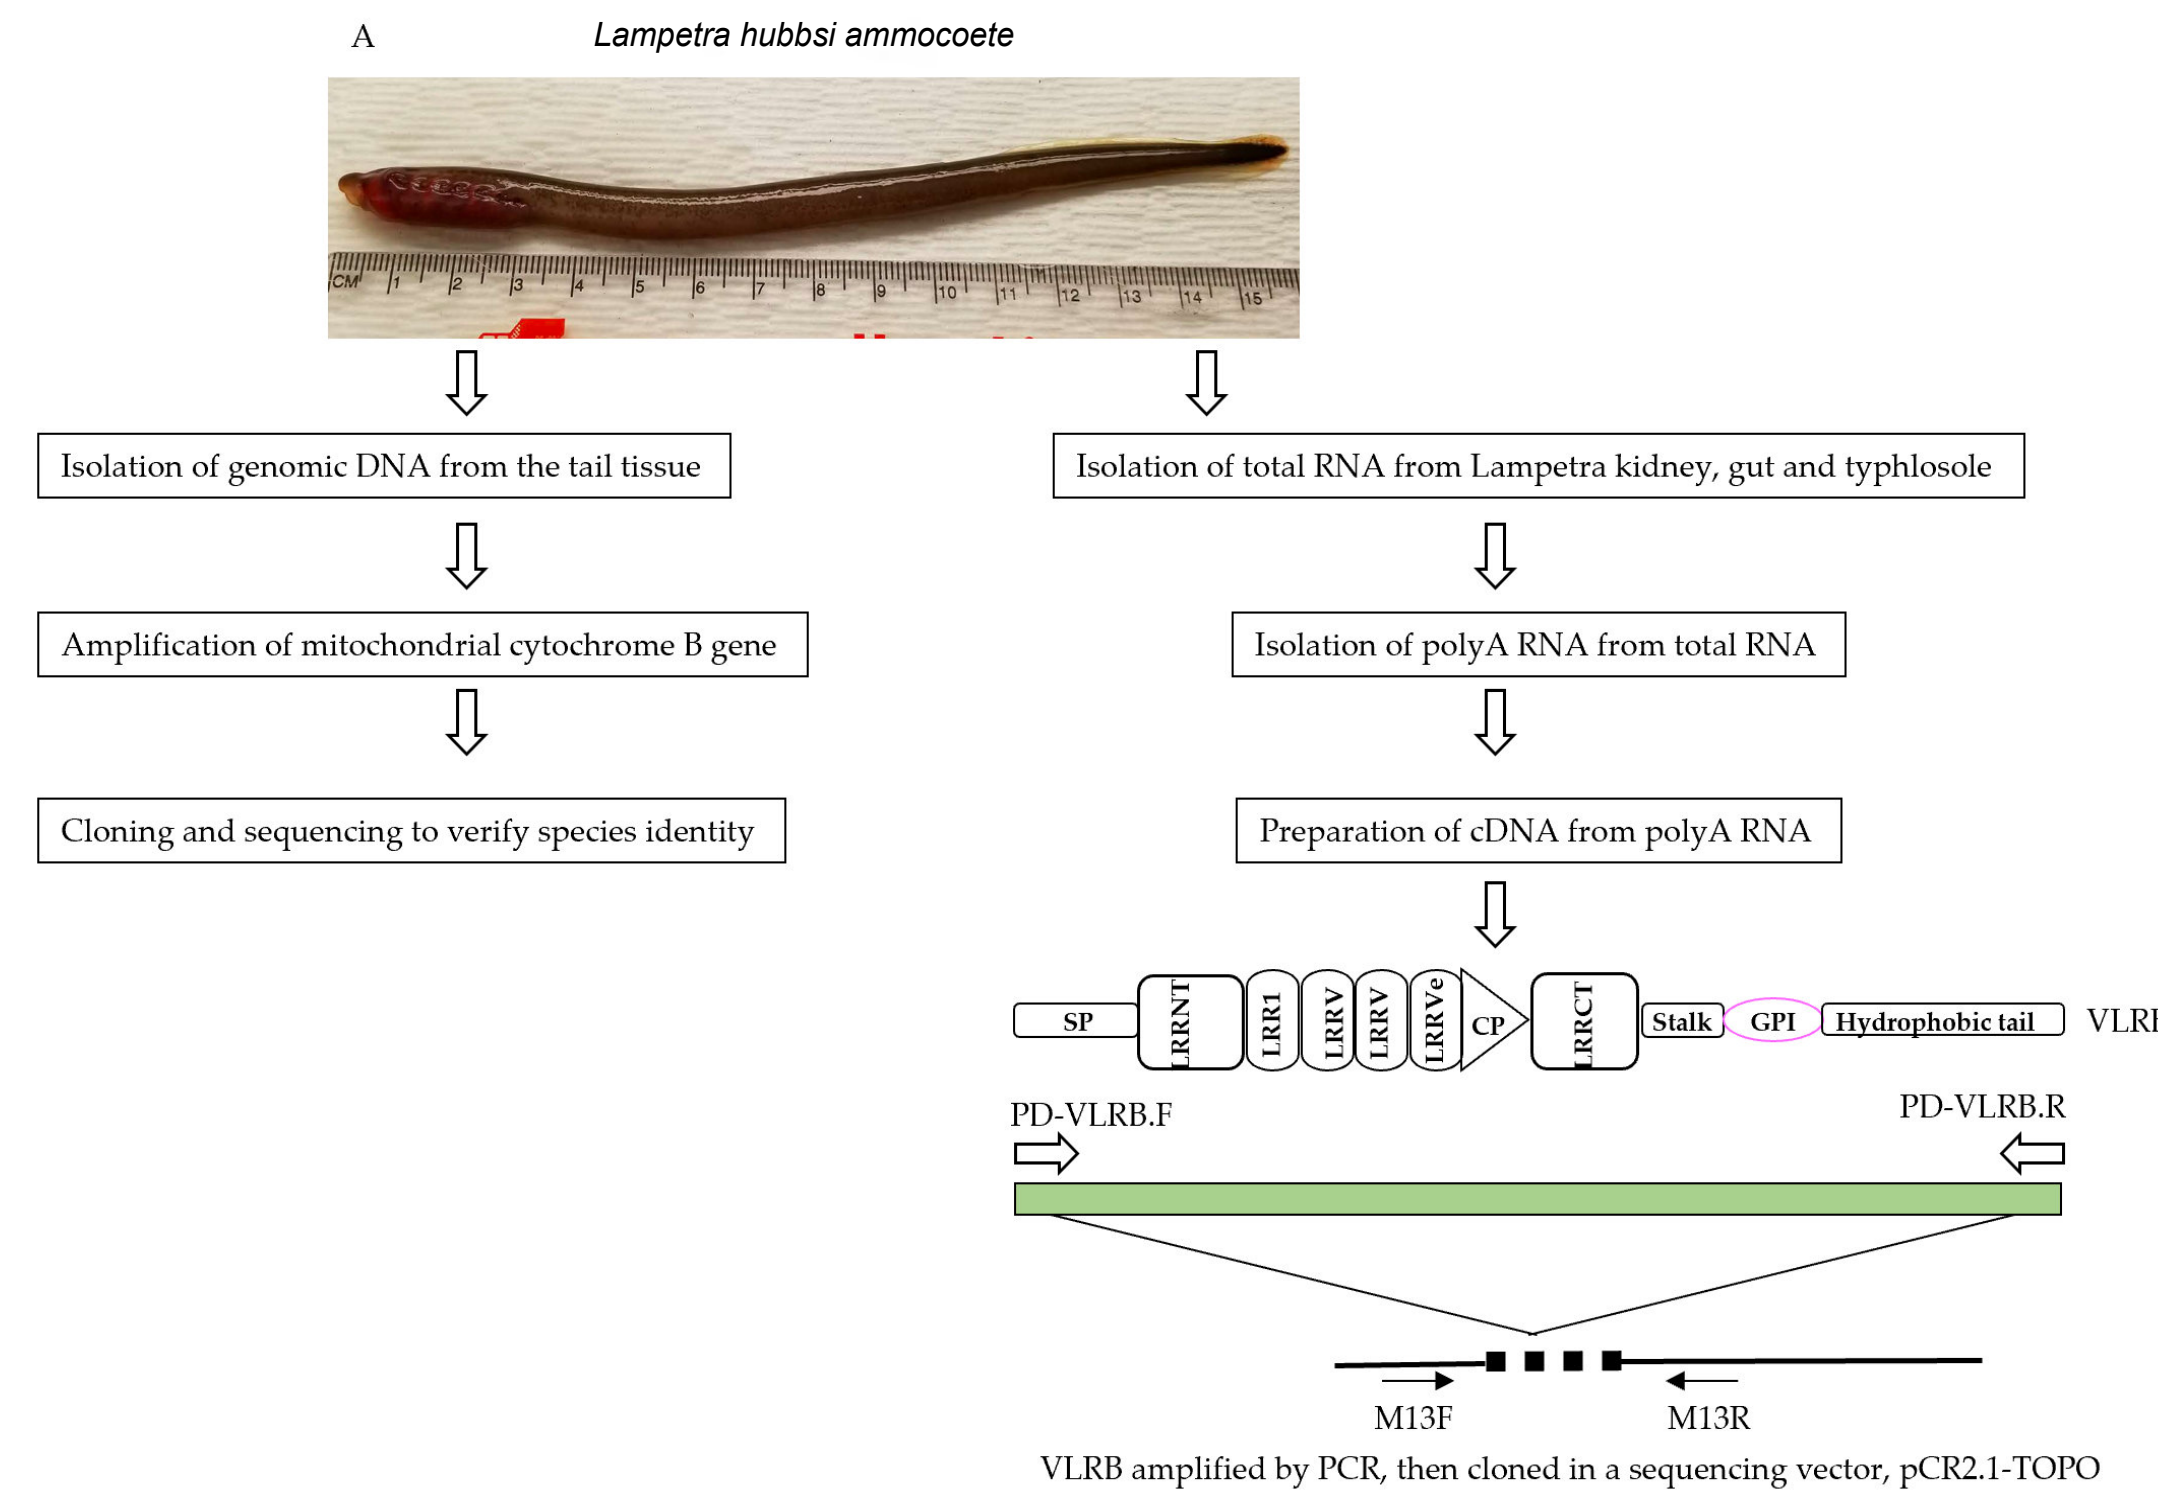 A
Lampetra hubbsi ammocoete
CM 1 2 3 4 5 6 7 8 9 10 11 12 13 14 15
Isolation of genomic DNA from the tail tissue
Isolation of total RNA from Lampetra kidney, gut and typhlosole
Amplification of mitochondrial cytochrome B gene
Isolation of polyA RNA from total RNA
Cloning and sequencing to verify species identity
Preparation of cDNA from polyA RNA
SP LRRNT LRR1 LRRV LRRV LRRVe CP LRRCT Stalk GPI Hydrophobic tail
PD-VLRB.F
PD-VLRB.R
M13F
M13R
VLRB amplified by PCR, then cloned in a sequencing vector, pCR2.1-TOPO